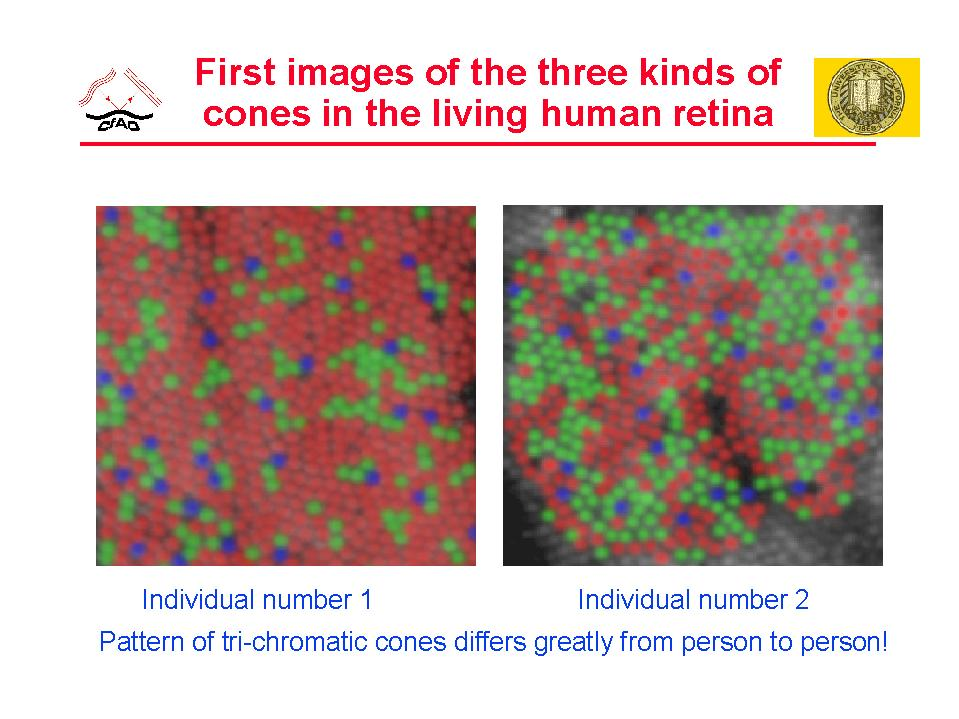 First images of the three kinds of
cones in the living human retina
CfAO
THE UNIVERSITY OF CALIFORNIA
1868
Individual number 1
Individual number 2
Pattern of tri-chromatic cones differs greatly from person to person!